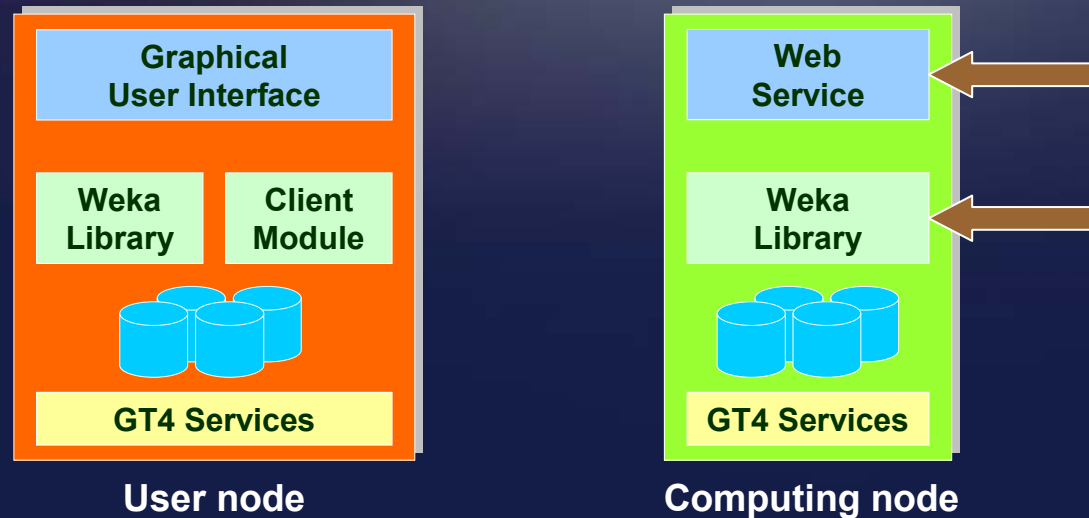 Graphical
User Interface
Weka
Library
Client
Module
GT4 Services
User node
Web
Service
Weka
Library
GT4 Services
Computing node